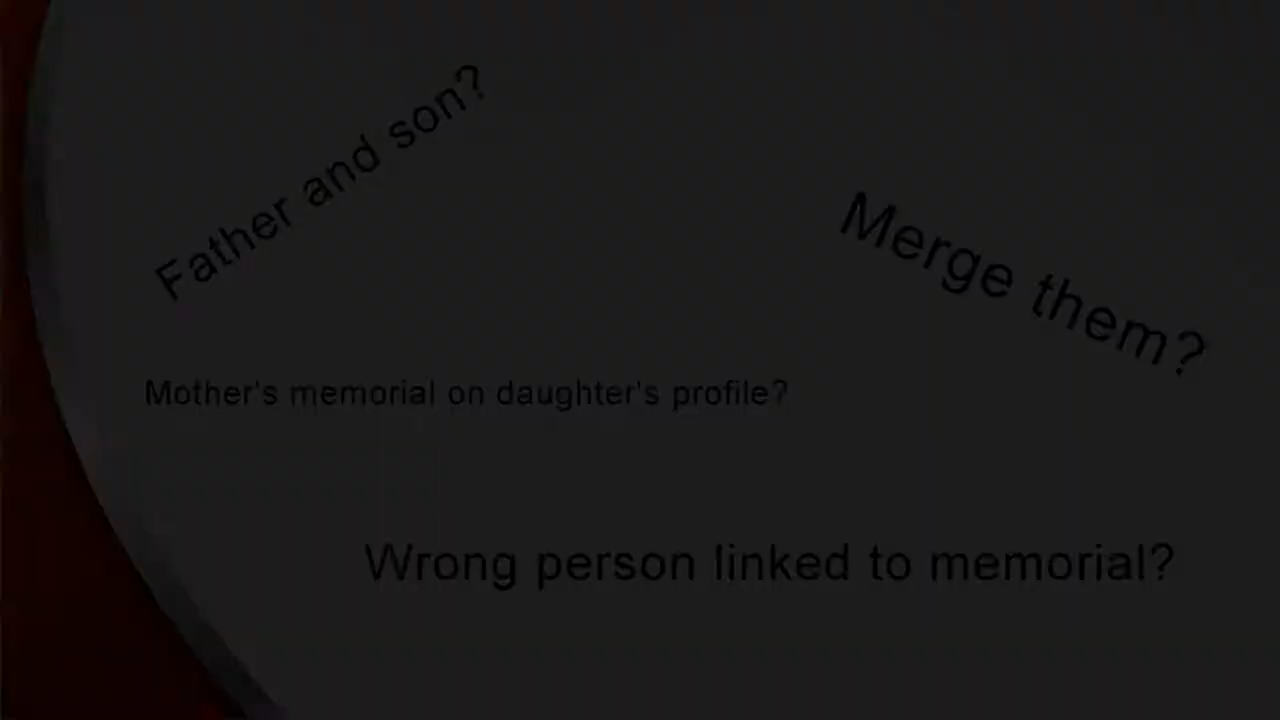 Father and son?
Merge them?
Mother's memorial on daughter's profile?
Wrong person linked to memorial?